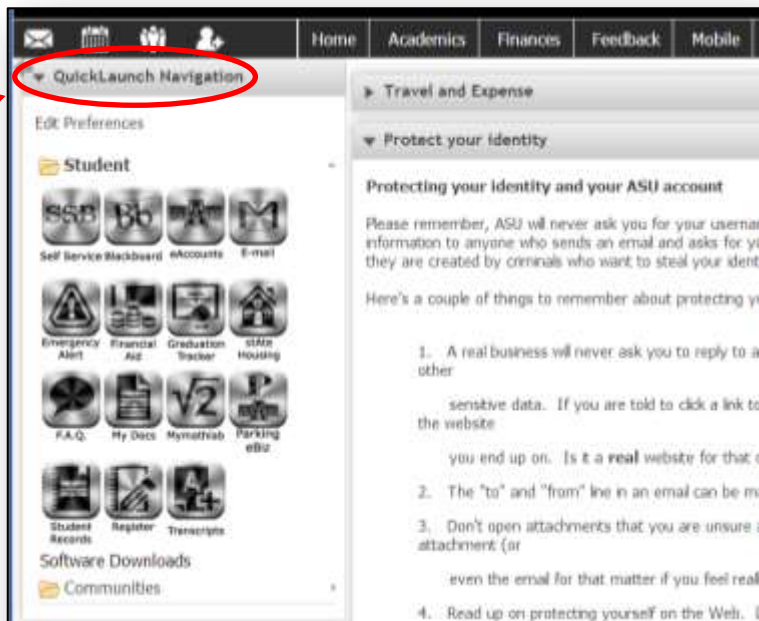 Home Academics Finances Feedback Mobile
QuickLaunch Navigation
Edit Preferences
Student
SSB Bb A M
Self Service Blackboard eAccounts E-mail
Emergency Alert Financial Aid Graduation Tracker stAte Housing
√2 P
F.A.Q. My Docs Mymathlab Parking eBiz
A
Z+
Student Records Register Transcripts
Software Downloads
Communities
Travel and Expense
Protect your identity
Protecting your identity and your ASU account
Please remember, ASU will never ask you for your
information to anyone who sends an email and asks for
they are created by criminals who want to steal your
Here's a couple of things to remember about protecting
1. A real business will never ask you to reply to
other
sensitive data. If you are told to click a link to
the website
you end up on. Is it a real website for that
2. The "to" and "from" line in an email can be
3. Don't open attachments that you are unsure
attachment (or
even the email for that matter if you feel
4. Read up on protecting yourself on the Web.